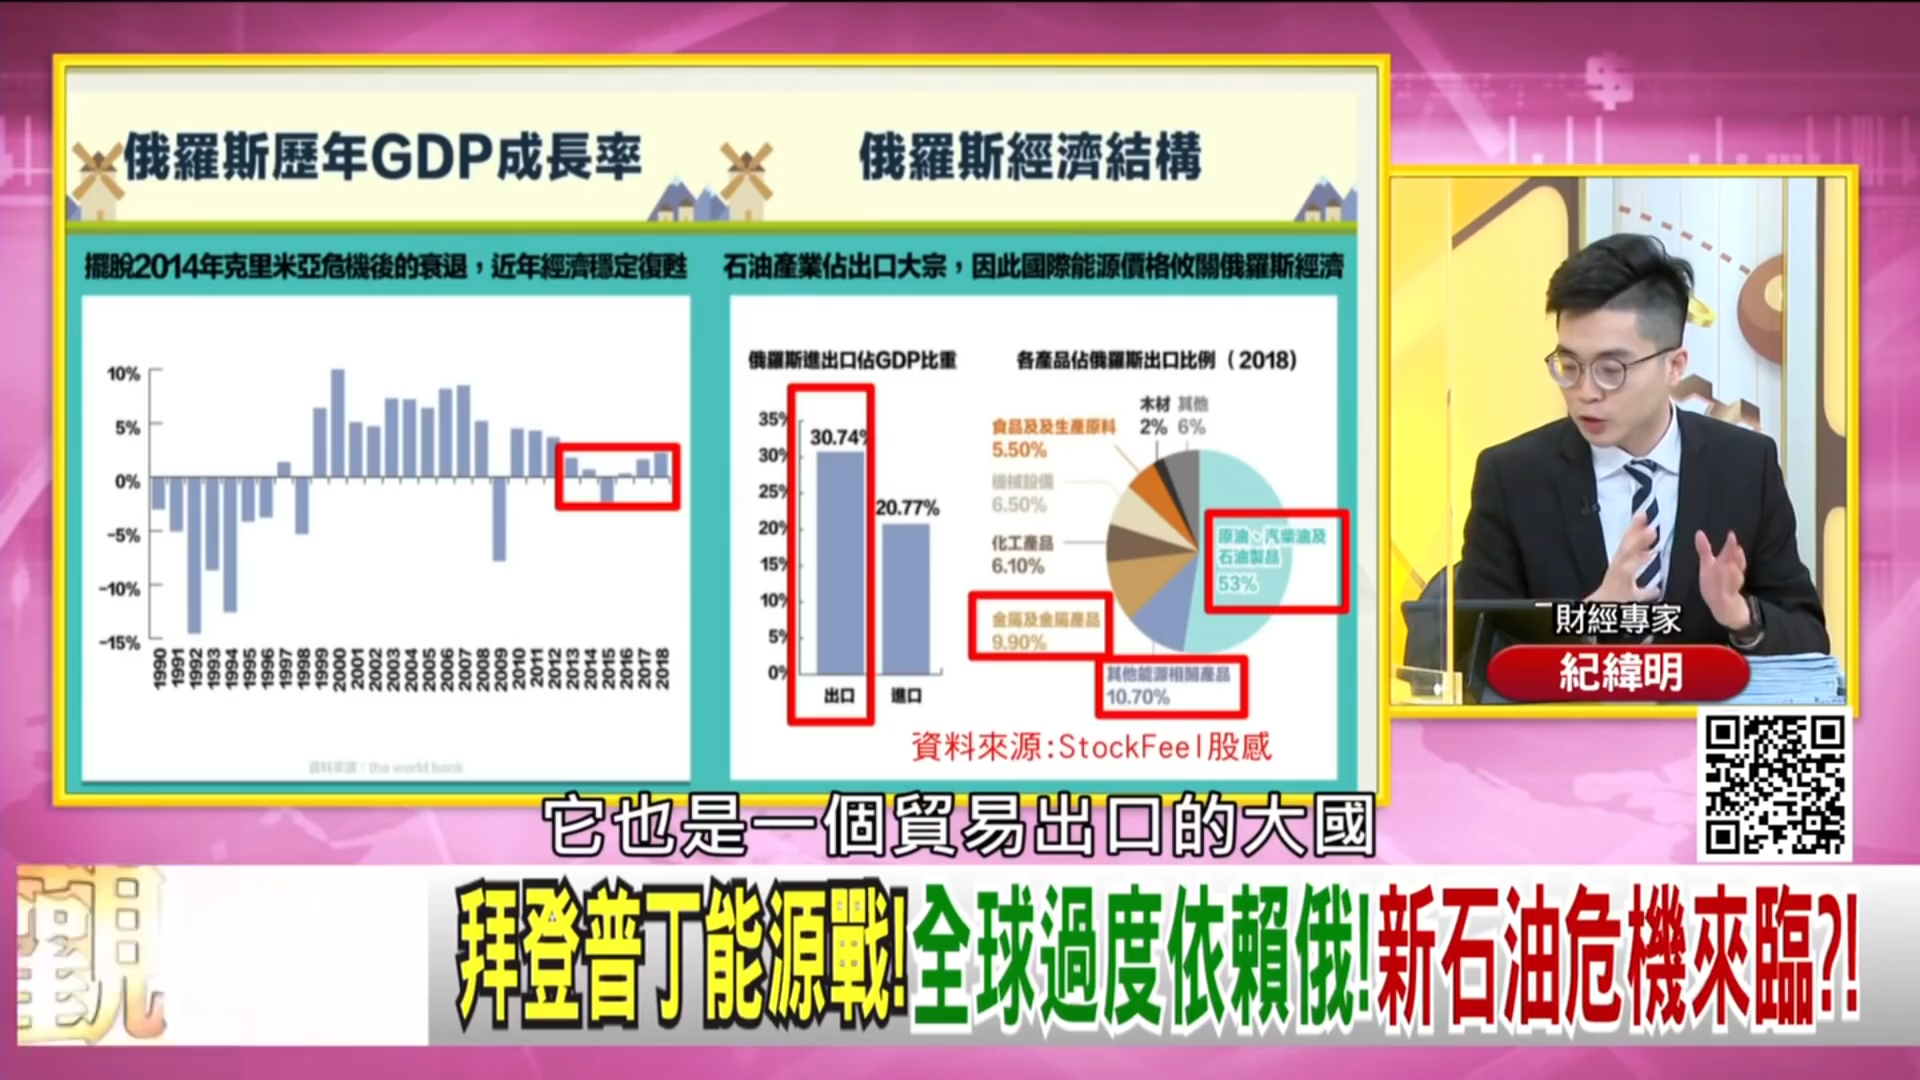 俄羅斯歷年GDP成長率
俄羅斯經濟結構
擺脫2014年克里米亞危機後的衰退，近年經濟穩定復甦
石油產業佔出口大宗，因此國際能源價格攸關俄羅斯經濟
10%
5%
0%
-5%
-10%
-15%
1990 1991 1992 1993 1994 1995 1996 1997 1998 1999 2000 2001 2002 2003 2004 2005 2006 2007 2008 2009 2010 2011 2012 2013 2014 2015 2016 2017 2018
資料來源：the world bank
俄羅斯進出口佔GDP比重
35%
30%
25%
20%
15%
10%
5%
0%
30.74%
20.77%
出口 進口
各產品佔俄羅斯出口比例（2018）
木材 其他
2% 6%
食品及及生產原料
5.50%
機械設備
6.50%
化工產品
6.10%
金屬及金屬產品
9.90%
其他能源相關產品
10.70%
原油、汽柴油及
石油製品
53%
資料來源:StockFeel股感
財經專家
紀緯明
它也是一個貿易出口的大國
觀
拜登普丁能源戰!全球過度依賴俄!新石油危機來臨?!